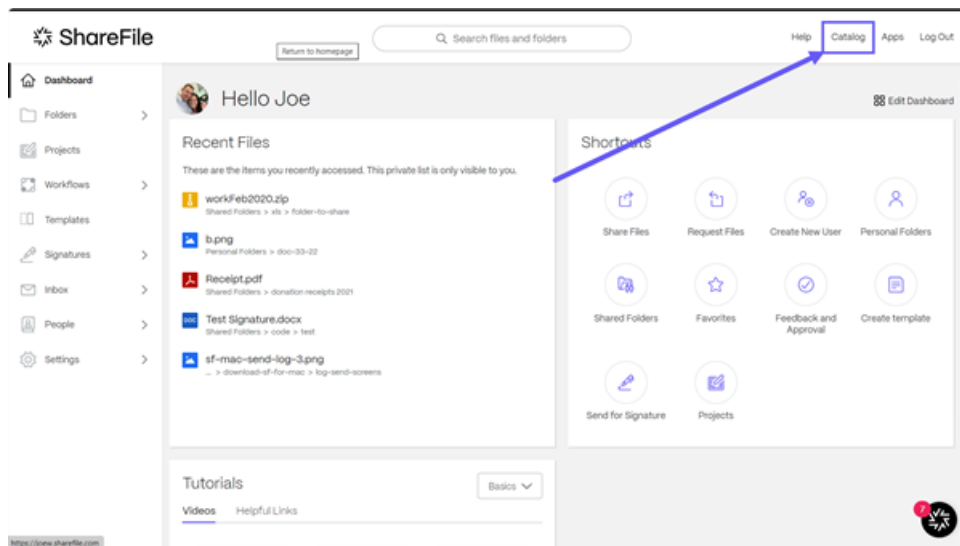 ShareFile
Return to homepage
Search files and folders
Help Catalog Apps Log Out
Dashboard
Folders
Projects
Workflows
Templates
Signatures
Inbox
People
Settings
Hello Joe
Edit Dashboard
Recent Files
These are the items you recently accessed. This private list is only visible to you.
workFeb2020.zip
Shared Folders > xls > folder-to-share
b.png
Personal Folders > doc-33-22
Receipt.pdf
Shared Folders > donation receipts 2021
DOC
Test Signature.docx
Shared Folders > code > test
sf-mac-send-log-3.png
... > download-sf-for-mac > log-send-screens
Shortcuts
Share Files
Request Files
Create New User
Personal Folders
Shared Folders
Favorites
Feedback and
Approval
Create template
Send for Signature
Projects
Tutorials
Basics
Videos Helpful Links
7
https://joew.sharefile.com